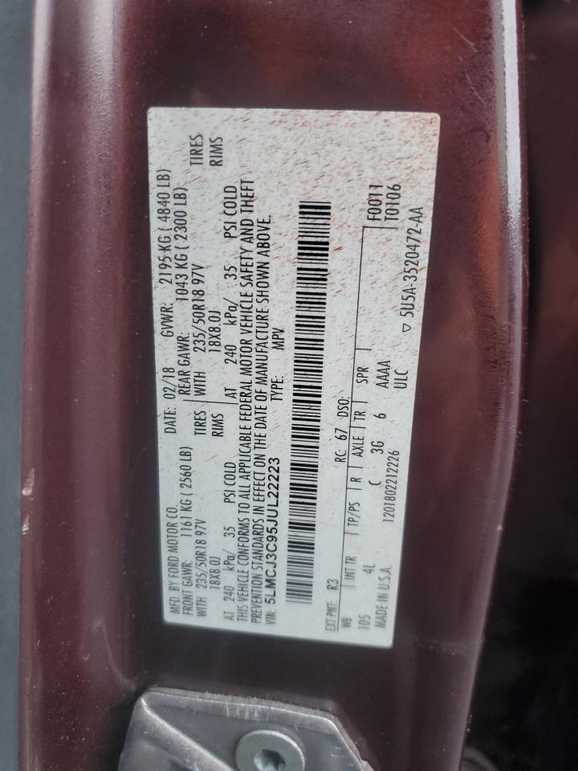 MFD. BY FORD MOTOR CO. DATE: 02/18 GVWR: 2195 KG ( 4840 LB)
FRONT GAWR: 1161 KG ( 2560 LB) REAR GAWR: 1043 KG ( 2300 LB)
WITH 235/50R18 97V TIRES WITH 235/50R18 97V TIRES
18X8.0J RIMS 18X8.0J RIMS
AT 240 kPa/ 35 PSI COLD AT 240 kPa/ 35 PSI COLD
THIS VEHICLE CONFORMS TO ALL APPLICABLE FEDERAL MOTOR VEHICLE SAFETY AND THEFT
PREVENTION STANDARDS IN EFFECT ON THE DATE OF MANUFACTURE SHOWN ABOVE.
VIN: 5LMCJ3C95JUL22223 TYPE: MPV
EXT PNT: R3 RC: 67 DSO: F0011
WB INT TR TP/PS R AXLE TR SPR T0106
105 4L C 3G 6 AAAA
MADE IN U.S.A. 1201802212226 ULC ▽ 5U5A-3520472-AA